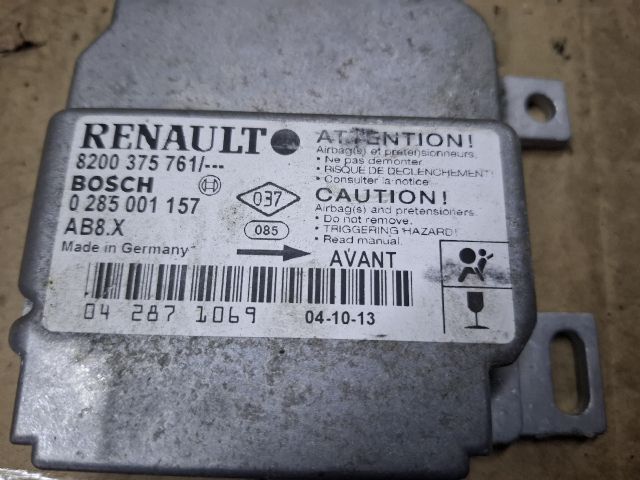 RENAULT
8200 375 761/---
BOSCH
0 285 001 157
AB8.X
Made in Germany
037
085
ATTENTION!
Airbag(s) et pretensionneurs
• Ne pas demonter.
• RISQUE DE DECLENCHEMENT!
• Consulter la notice.
CAUTION!
Airbag(s) and pretensioners
• Do not remove.
• TRIGGERING HAZARD!
• Read manual.
AVANT
04 287 1069
04-10-13